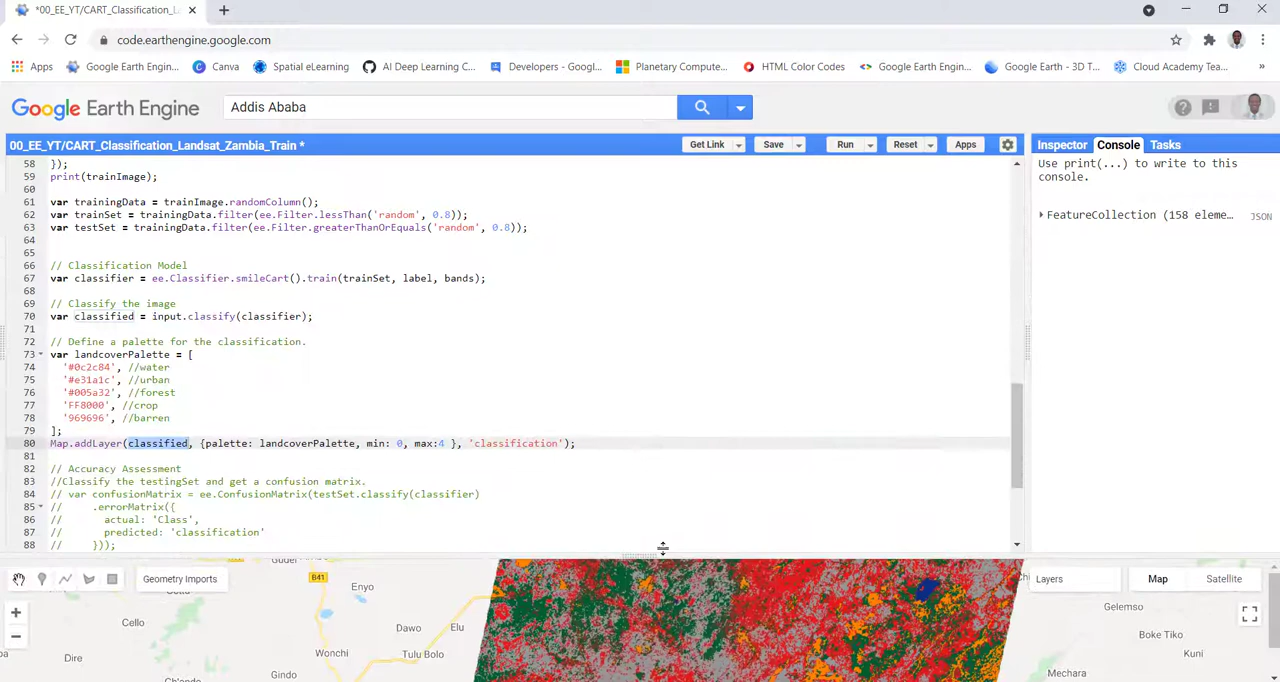 *00_EE_YT/CART_Classification_L
code.earthengine.google.com
Apps Google Earth Engin... Canva Spatial eLearning AI Deep Learning C... Developers - Googl... Planetary Compute... HTML Color Codes Google Earth Engin... Google Earth - 3D T... Cloud Academy Tea... »
Google Earth Engine Addis Ababa
00_EE_YT/CART_Classification_Landsat_Zambia_Train * Get Link Save Run Reset Apps Inspector Console Tasks
58 });
59 print(trainImage);
60
61 var trainingData = trainImage.randomColumn();
62 var trainSet = trainingData.filter(ee.Filter.lessThan('random', 0.8));
63 var testSet = trainingData.filter(ee.Filter.greaterThanOrEquals('random', 0.8));
64
65
66 // Classification Model
67 var classifier = ee.Classifier.smileCart().train(trainSet, label, bands);
68
69 // Classify the image
70 var classified = input.classify(classifier);
71
72 // Define a palette for the classification.
73 var landcoverPalette = [
74 '#0c2c84', //water
75 '#e31a1c', //urban
76 '#005a32', //forest
77 'FF8000', //crop
78 '969696', //barren
79 ];
80 Map.addLayer(classified, {palette: landcoverPalette, min: 0, max:4 }, 'classification');
81
82 // Accuracy Assessment
83 //Classify the testingSet and get a confusion matrix.
84 // var confusionMatrix = ee.ConfusionMatrix(testSet.classify(classifier)
85 // .errorMatrix({
86 // actual: 'Class',
87 // predicted: 'classification'
88 // }));
Use print(...) to write to this
console.
FeatureCollection (158 eleme... JSON
Geometry Imports
Layers
Map Satellite
B41
Enyo
Cello
Dawo
Elu
Wonchi
Tulu Bolo
Dire
Gindo
Gelemso
Boke Tiko
Kuni
Mechara